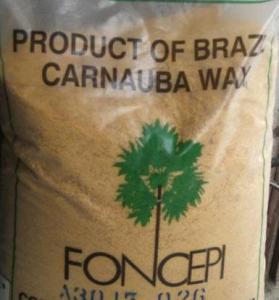 PRODUCT OF BRAZ
CARNAUBA WAX
FONCEPI